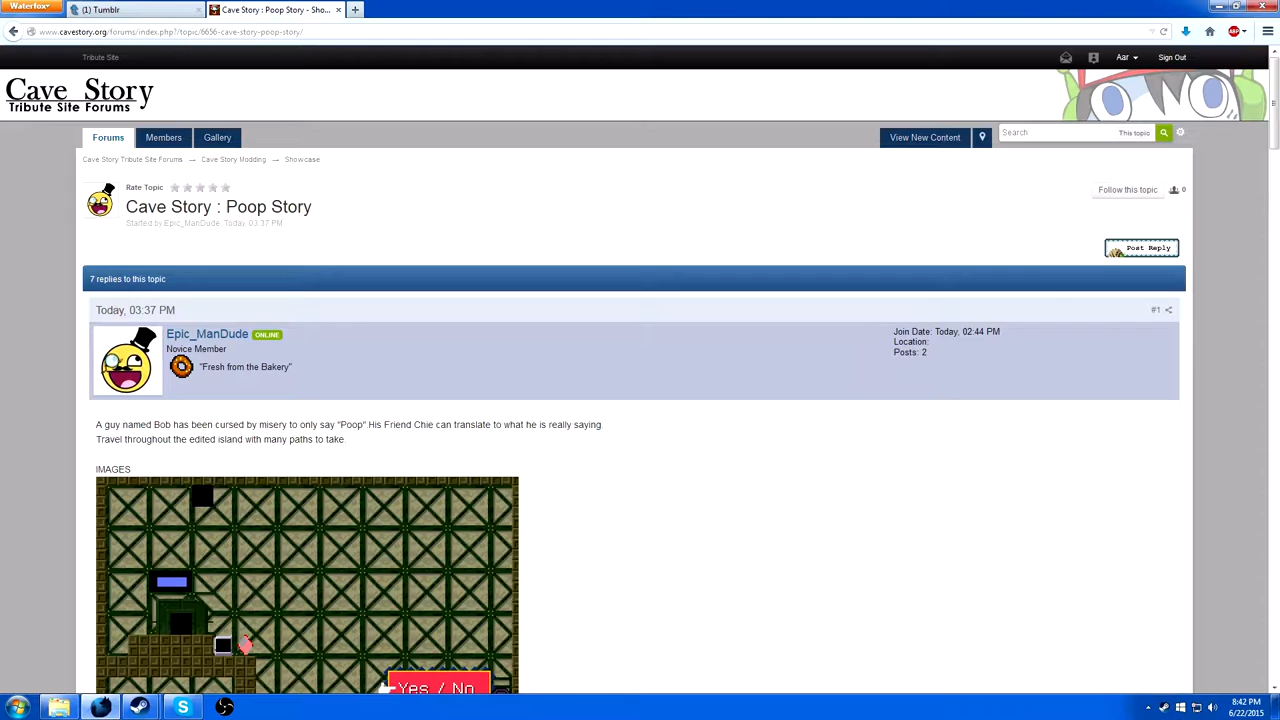 Waterfox
(1) Tumblr
Cave Story : Poop Story - Sho...
www.cavestory.org/forums/index.php?/topic/6656-cave-story-poop-story/
ABP
Tribute Site
Aar
Sign Out
Cave Story
Tribute Site Forums
Forums
Members
Gallery
View New Content
Search
This topic
Cave Story Tribute Site Forums → Cave Story Modding → Showcase
Rate Topic
Follow this topic
0
Cave Story : Poop Story
Started by Epic_ManDude, Today, 03:37 PM
Post Reply
7 replies to this topic
Today, 03:37 PM
#1
Epic_ManDude
ONLINE
Novice Member
"Fresh from the Bakery"
Join Date: Today, 02:44 PM
Location:
Posts: 2
A guy named Bob has been cursed by misery to only say "Poop".His Friend Chie can translate to what he is really saying.
Travel throughout the edited island with many paths to take.
IMAGES
Yes / No
8:42 PM
6/22/2015